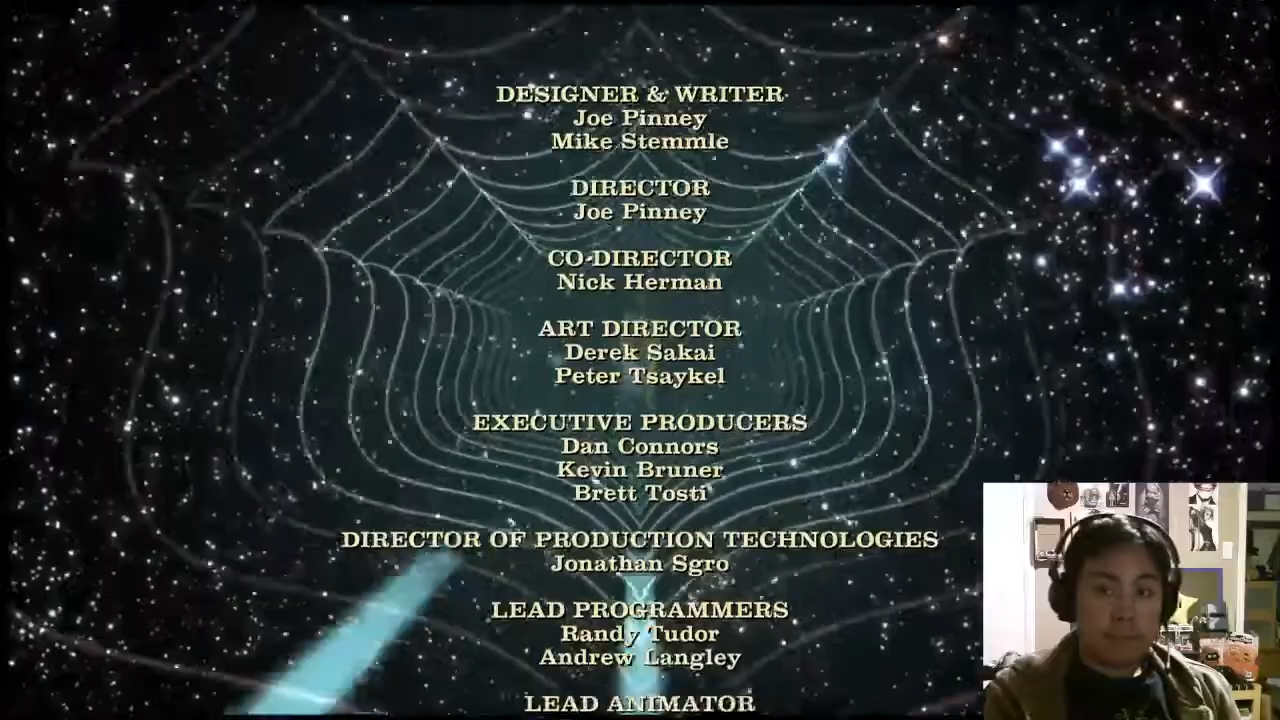 DESIGNER & WRITER
Joe Pinney
Mike Stemmle
DIRECTOR
Joe Pinney
CO-DIRECTOR
Nick Herman
ART DIRECTOR
Derek Sakai
Peter Tsaykel
EXECUTIVE PRODUCERS
Dan Connors
Kevin Bruner
Brett Tosti
DIRECTOR OF PRODUCTION TECHNOLOGIES
Jonathan Sgro
LEAD PROGRAMMERS
Randy Tudor
Andrew Langley
LEAD ANIMATOR